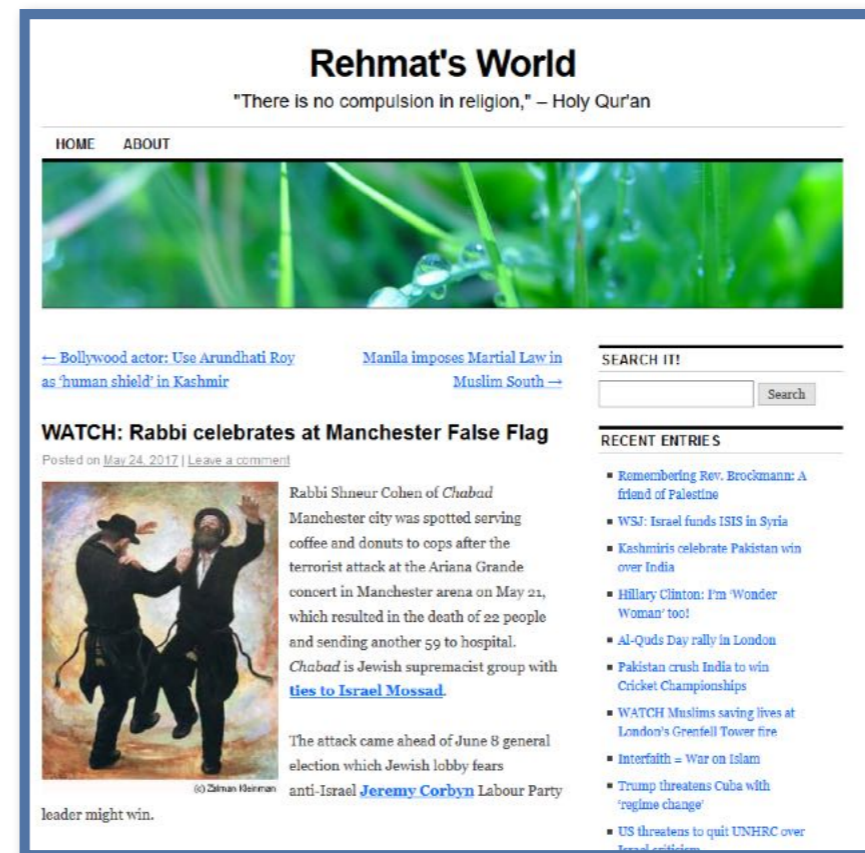 Rehmat's World
"There is no compulsion in religion," – Holy Qur'an
HOME ABOUT
← Bollywood actor: Use Arundhati Roy
as 'human shield' in Kashmir
Manila imposes Martial Law in
Muslim South →
WATCH: Rabbi celebrates at Manchester False Flag
Posted on May 24, 2017 | Leave a comment
Rabbi Shneur Cohen of Chabad
Manchester city was spotted serving
coffee and donuts to cops after the
terrorist attack at the Ariana Grande
concert in Manchester arena on May 21,
which resulted in the death of 22 people
and sending another 59 to hospital.
Chabad is Jewish supremacist group with
ties to Israel Mossad.
(c) Zalman Kleinman
The attack came ahead of June 8 general
election which Jewish lobby fears
anti-Israel Jeremy Corbyn Labour Party
leader might win.
SEARCH IT!
Search
RECENT ENTRIES
Remembering Rev. Brockmann: A
friend of Palestine
WSJ: Israel funds ISIS in Syria
Kashmiris celebrate Pakistan win
over India
Hillary Clinton: I'm 'Wonder
Woman' too!
Al-Quds Day rally in London
Pakistan crush India to win
Cricket Championships
WATCH Muslims saving lives at
London's Grenfell Tower fire
Interfaith = War on Islam
Trump threatens Cuba with
'regime change'
US threatens to quit UNHRC over
Israel criticism